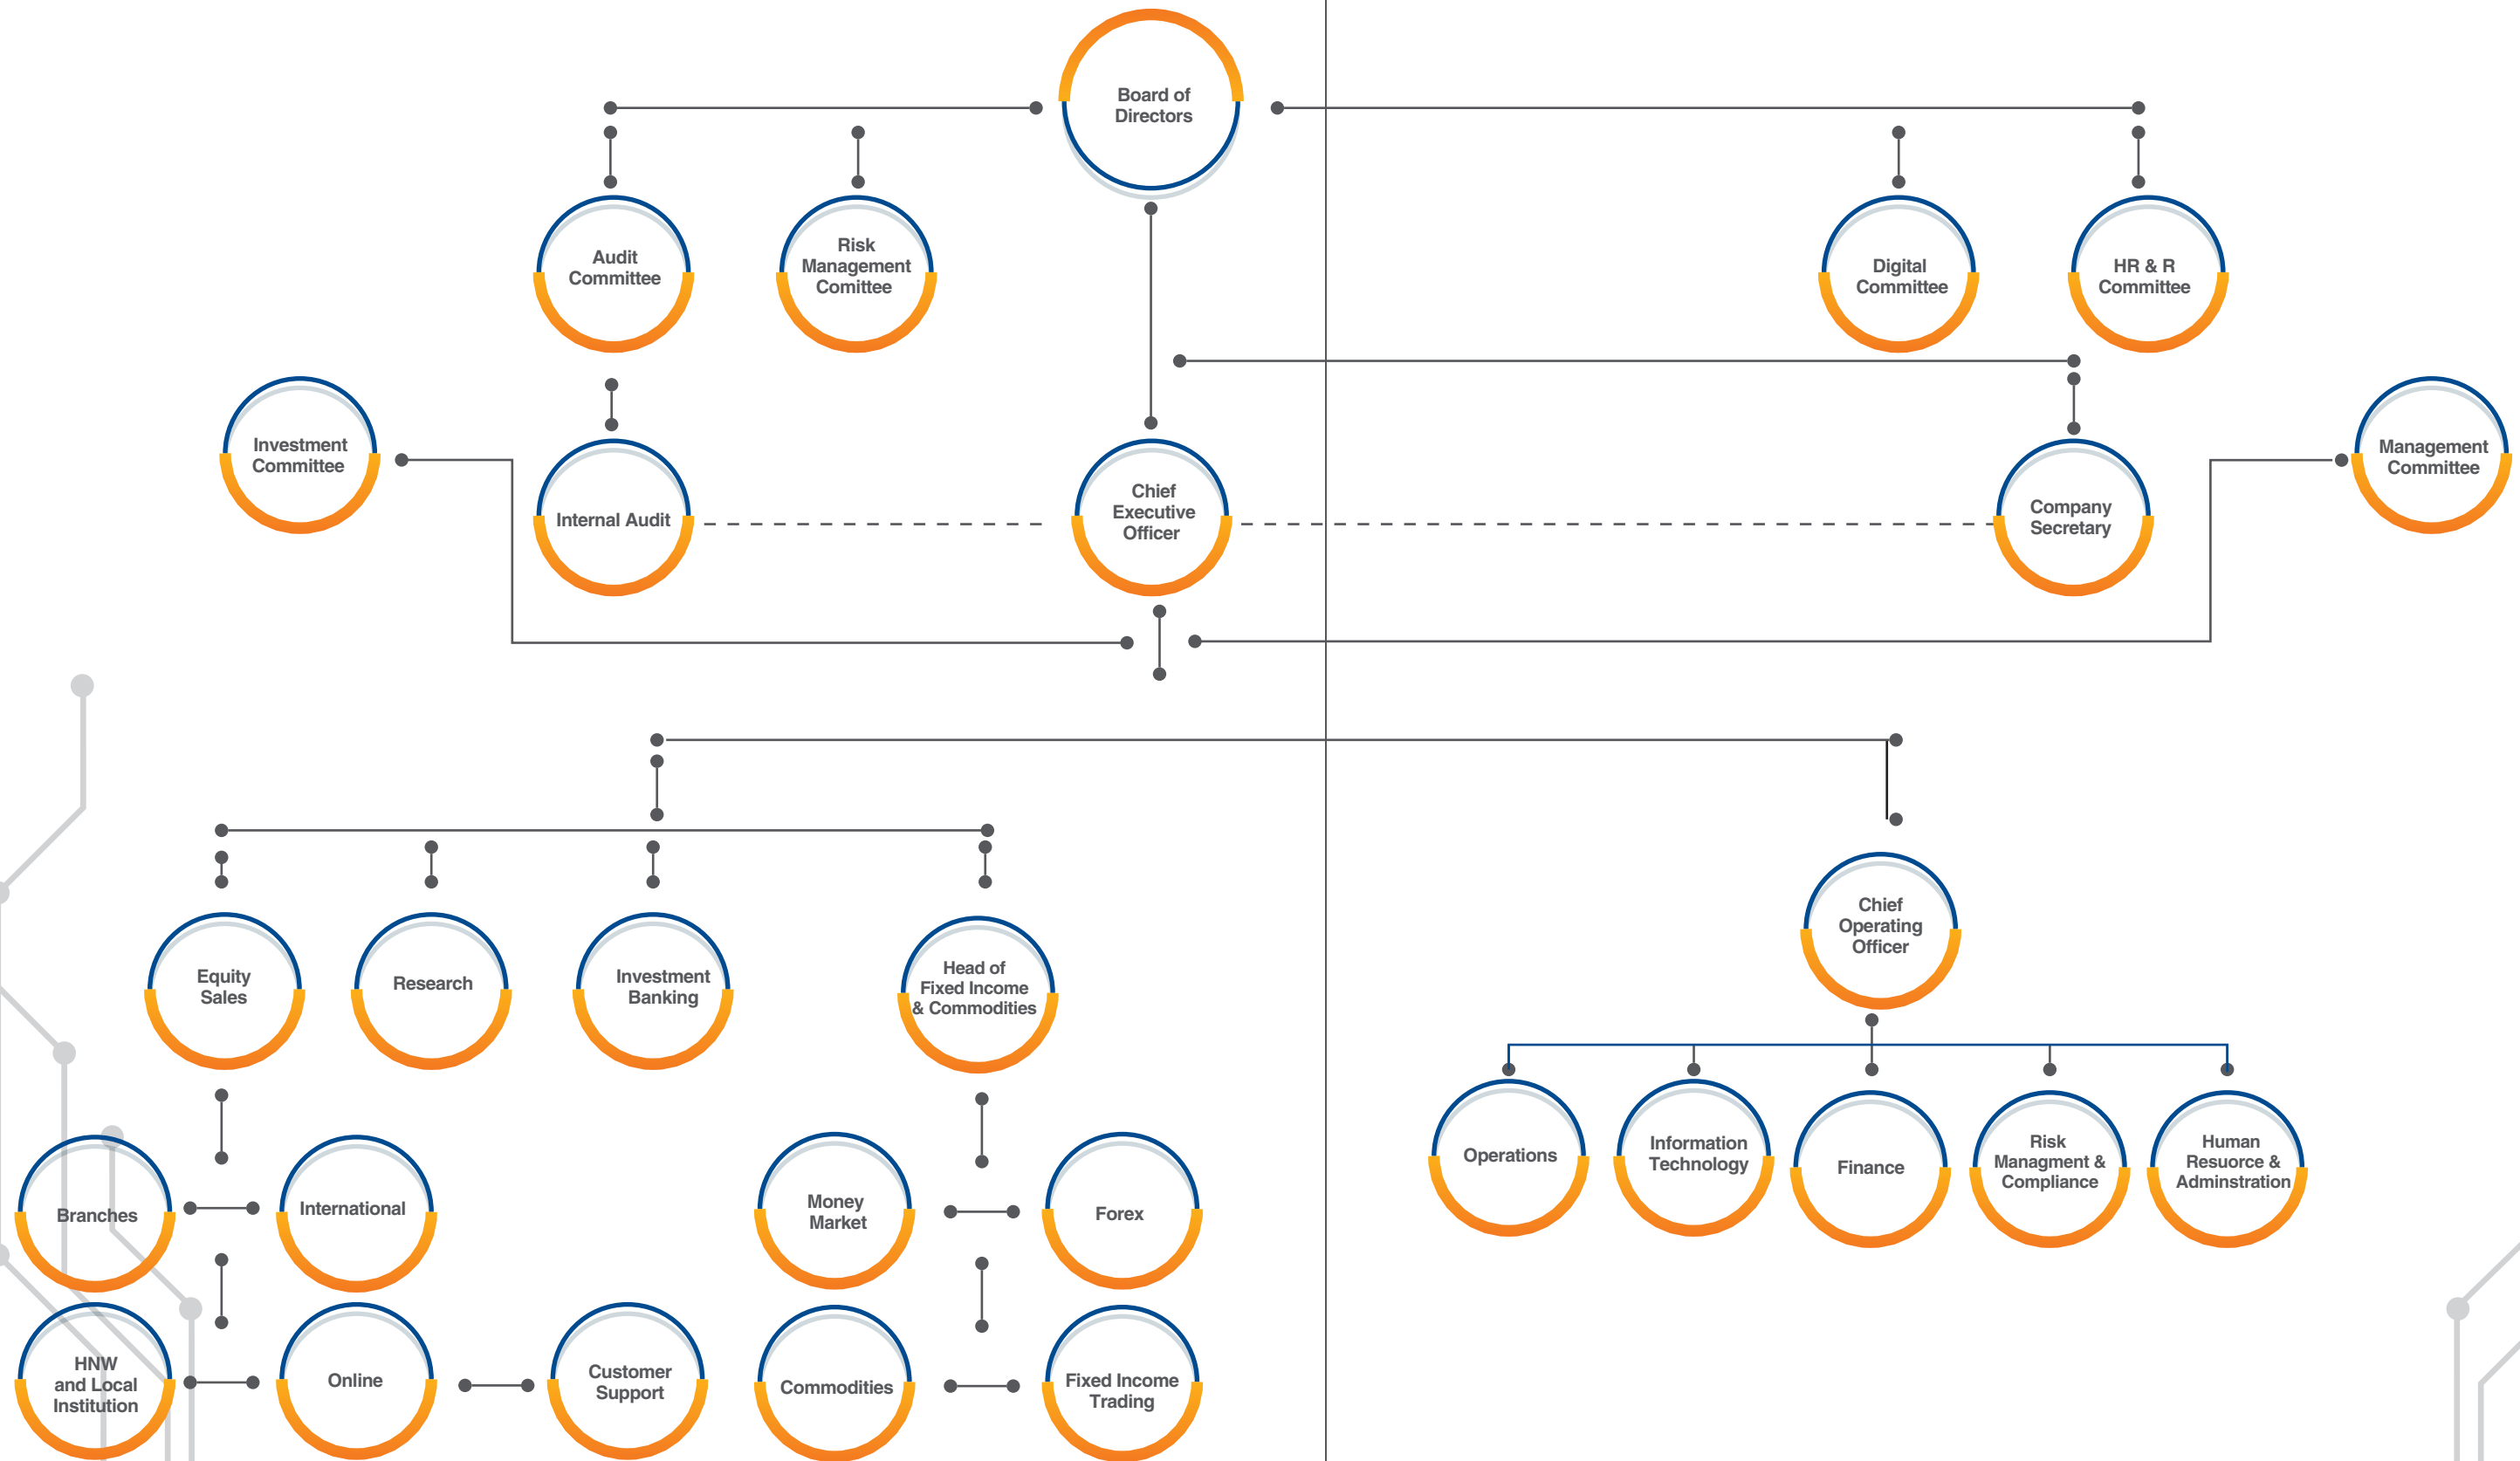 Board of
Directors
Audit
Committee
Risk
Management
Comittee
Digital
Committee
HR & R
Committee
Investment
Committee
Internal Audit
Chief
Executive
Officer
Company
Secretary
Management
Committee
Equity
Sales
Research
Investment
Banking
Head of
Fixed Income
& Commodities
Chief
Operating
Officer
Branches
International
Money
Market
Forex
Operations
Information
Technology
Finance
Risk
Managment &
Compliance
Human
Resuorce &
Adminstration
HNW
and Local
Institution
Online
Customer
Support
Commodities
Fixed Income
Trading